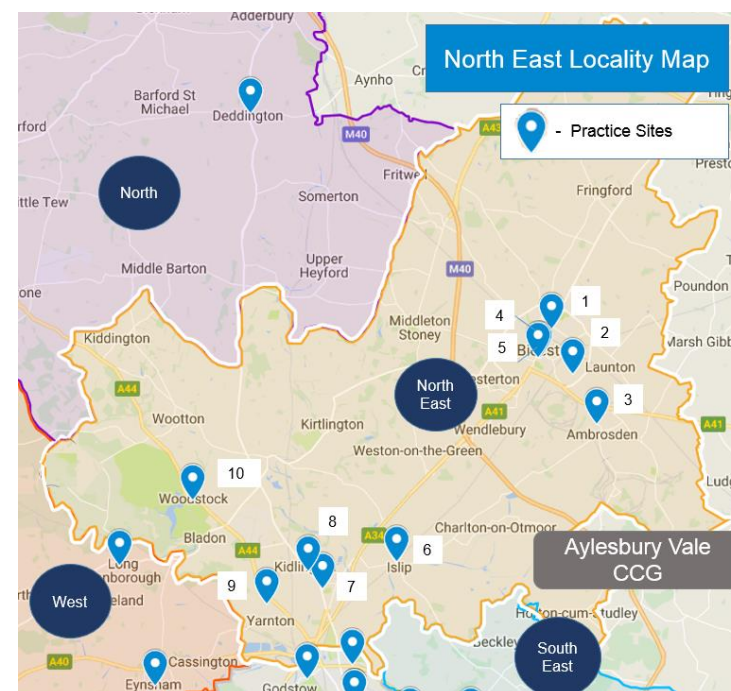 Adderbury
North East Locality Map
Aynho
Barford St
Michael
Deddington
M40
- Practice Sites
Fringford
North
Somerton
Upper
Heyford
Middle Barton
M40
Poundon
1
4
Middleton
Stoney
2
5
Kiddington
Launton
North
East
A44
3
A41
Wootton
Kirtlington
Wendlebury
Ambrosden
A41
Weston-on-the-Green
10
Woodstock
8
Charlton-on-Otmoor
Bladon
A34
6
Aylesbury Vale
CCG
A44
Islip
9
7
Long
West
Yarnton
South
East
A40
Cassington
Eynsham
Godstow